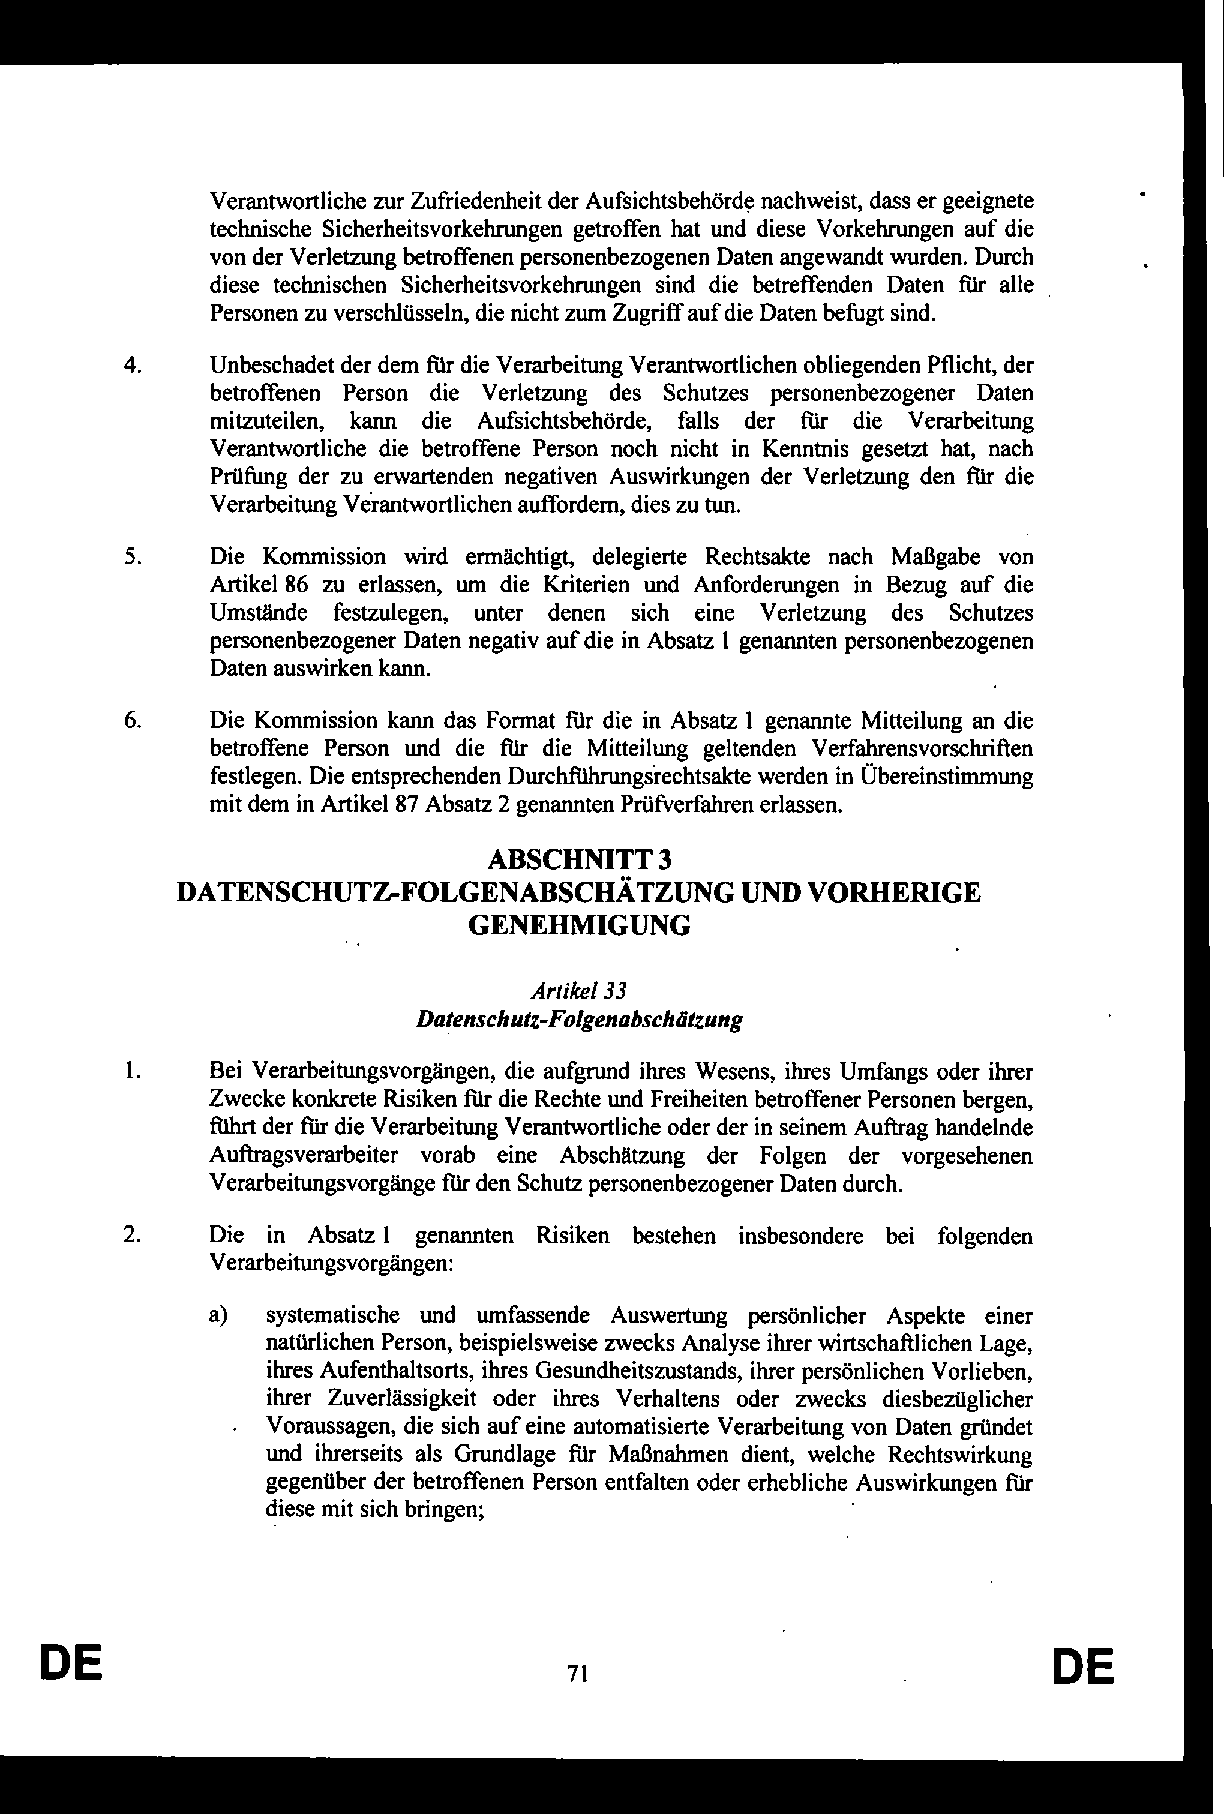 Verantwortliche zur Zufriedenheit der Aufsichtsbehörde nachweist, dass er geeignete
technische Sicherheitsvorkehrungen getroffen hat und diese Vorkehrungen auf die
von der Verletzung betroffenen personenbezogenen Daten angewandt wurden. Durch
diese technischen Sicherheitsvorkehrungen sind die betreffenden Daten für alle
Personen zu verschlüsseln, die nicht zum Zugriff auf die Daten befugt sind.
4. Unbeschadet der dem für die Verarbeitung Verantwortlichen obliegenden Pflicht, der
betroffenen Person die Verletzung des Schutzes personenbezogener Daten
mitzuteilen, kann die Aufsichtsbehörde, falls der für die Verarbeitung
Verantwortliche die betroffene Person noch nicht in Kenntnis gesetzt hat, nach
Prüfung der zu erwartenden negativen Auswirkungen der Verletzung den für die
Verarbeitung Verantwortlichen auffordern, dies zu tun.
5. Die Kommission wird ermächtigt, delegierte Rechtsakte nach Maßgabe von
Artikel 86 zu erlassen, um die Kriterien und Anforderungen in Bezug auf die
Umstände festzulegen, unter denen sich eine Verletzung des Schutzes
personenbezogener Daten negativ auf die in Absatz 1 genannten personenbezogenen
Daten auswirken kann.
6. Die Kommission kann das Format für die in Absatz 1 genannte Mitteilung an die
betroffene Person und die für die Mitteilung geltenden Verfahrensvorschriften
festlegen. Die entsprechenden Durchführungsrechtsakte werden in Übereinstimmung
mit dem in Artikel 87 Absatz 2 genannten Prüfverfahren erlassen.
ABSCHNITT 3
DATENSCHUTZ-FOLGENABSCHÄTZUNG UND VORHERIGE
GENEHMIGUNG
Artikel 33
Datenschutz-Folgenabschätzung
1. Bei Verarbeitungsvorgängen, die aufgrund ihres Wesens, ihres Umfangs oder ihrer
Zwecke konkrete Risiken für die Rechte und Freiheiten betroffener Personen bergen,
führt der für die Verarbeitung Verantwortliche oder der in seinem Auftrag handelnde
Auftragsverarbeiter vorab eine Abschätzung der Folgen der vorgesehenen
Verarbeitungsvorgänge für den Schutz personenbezogener Daten durch.
2. Die in Absatz 1 genannten Risiken bestehen insbesondere bei folgenden
Verarbeitungsvorgängen:
a) systematische und umfassende Auswertung persönlicher Aspekte einer
natürlichen Person, beispielsweise zwecks Analyse ihrer wirtschaftlichen Lage,
ihres Aufenthaltsorts, ihres Gesundheitszustands, ihrer persönlichen Vorlieben,
ihrer Zuverlässigkeit oder ihres Verhaltens oder zwecks diesbezüglicher
Voraussagen, die sich auf eine automatisierte Verarbeitung von Daten gründet
und ihrerseits als Grundlage für Maßnahmen dient, welche Rechtswirkung
gegenüber der betroffenen Person entfalten oder erhebliche Auswirkungen für
diese mit sich bringen;
DE 71 DE